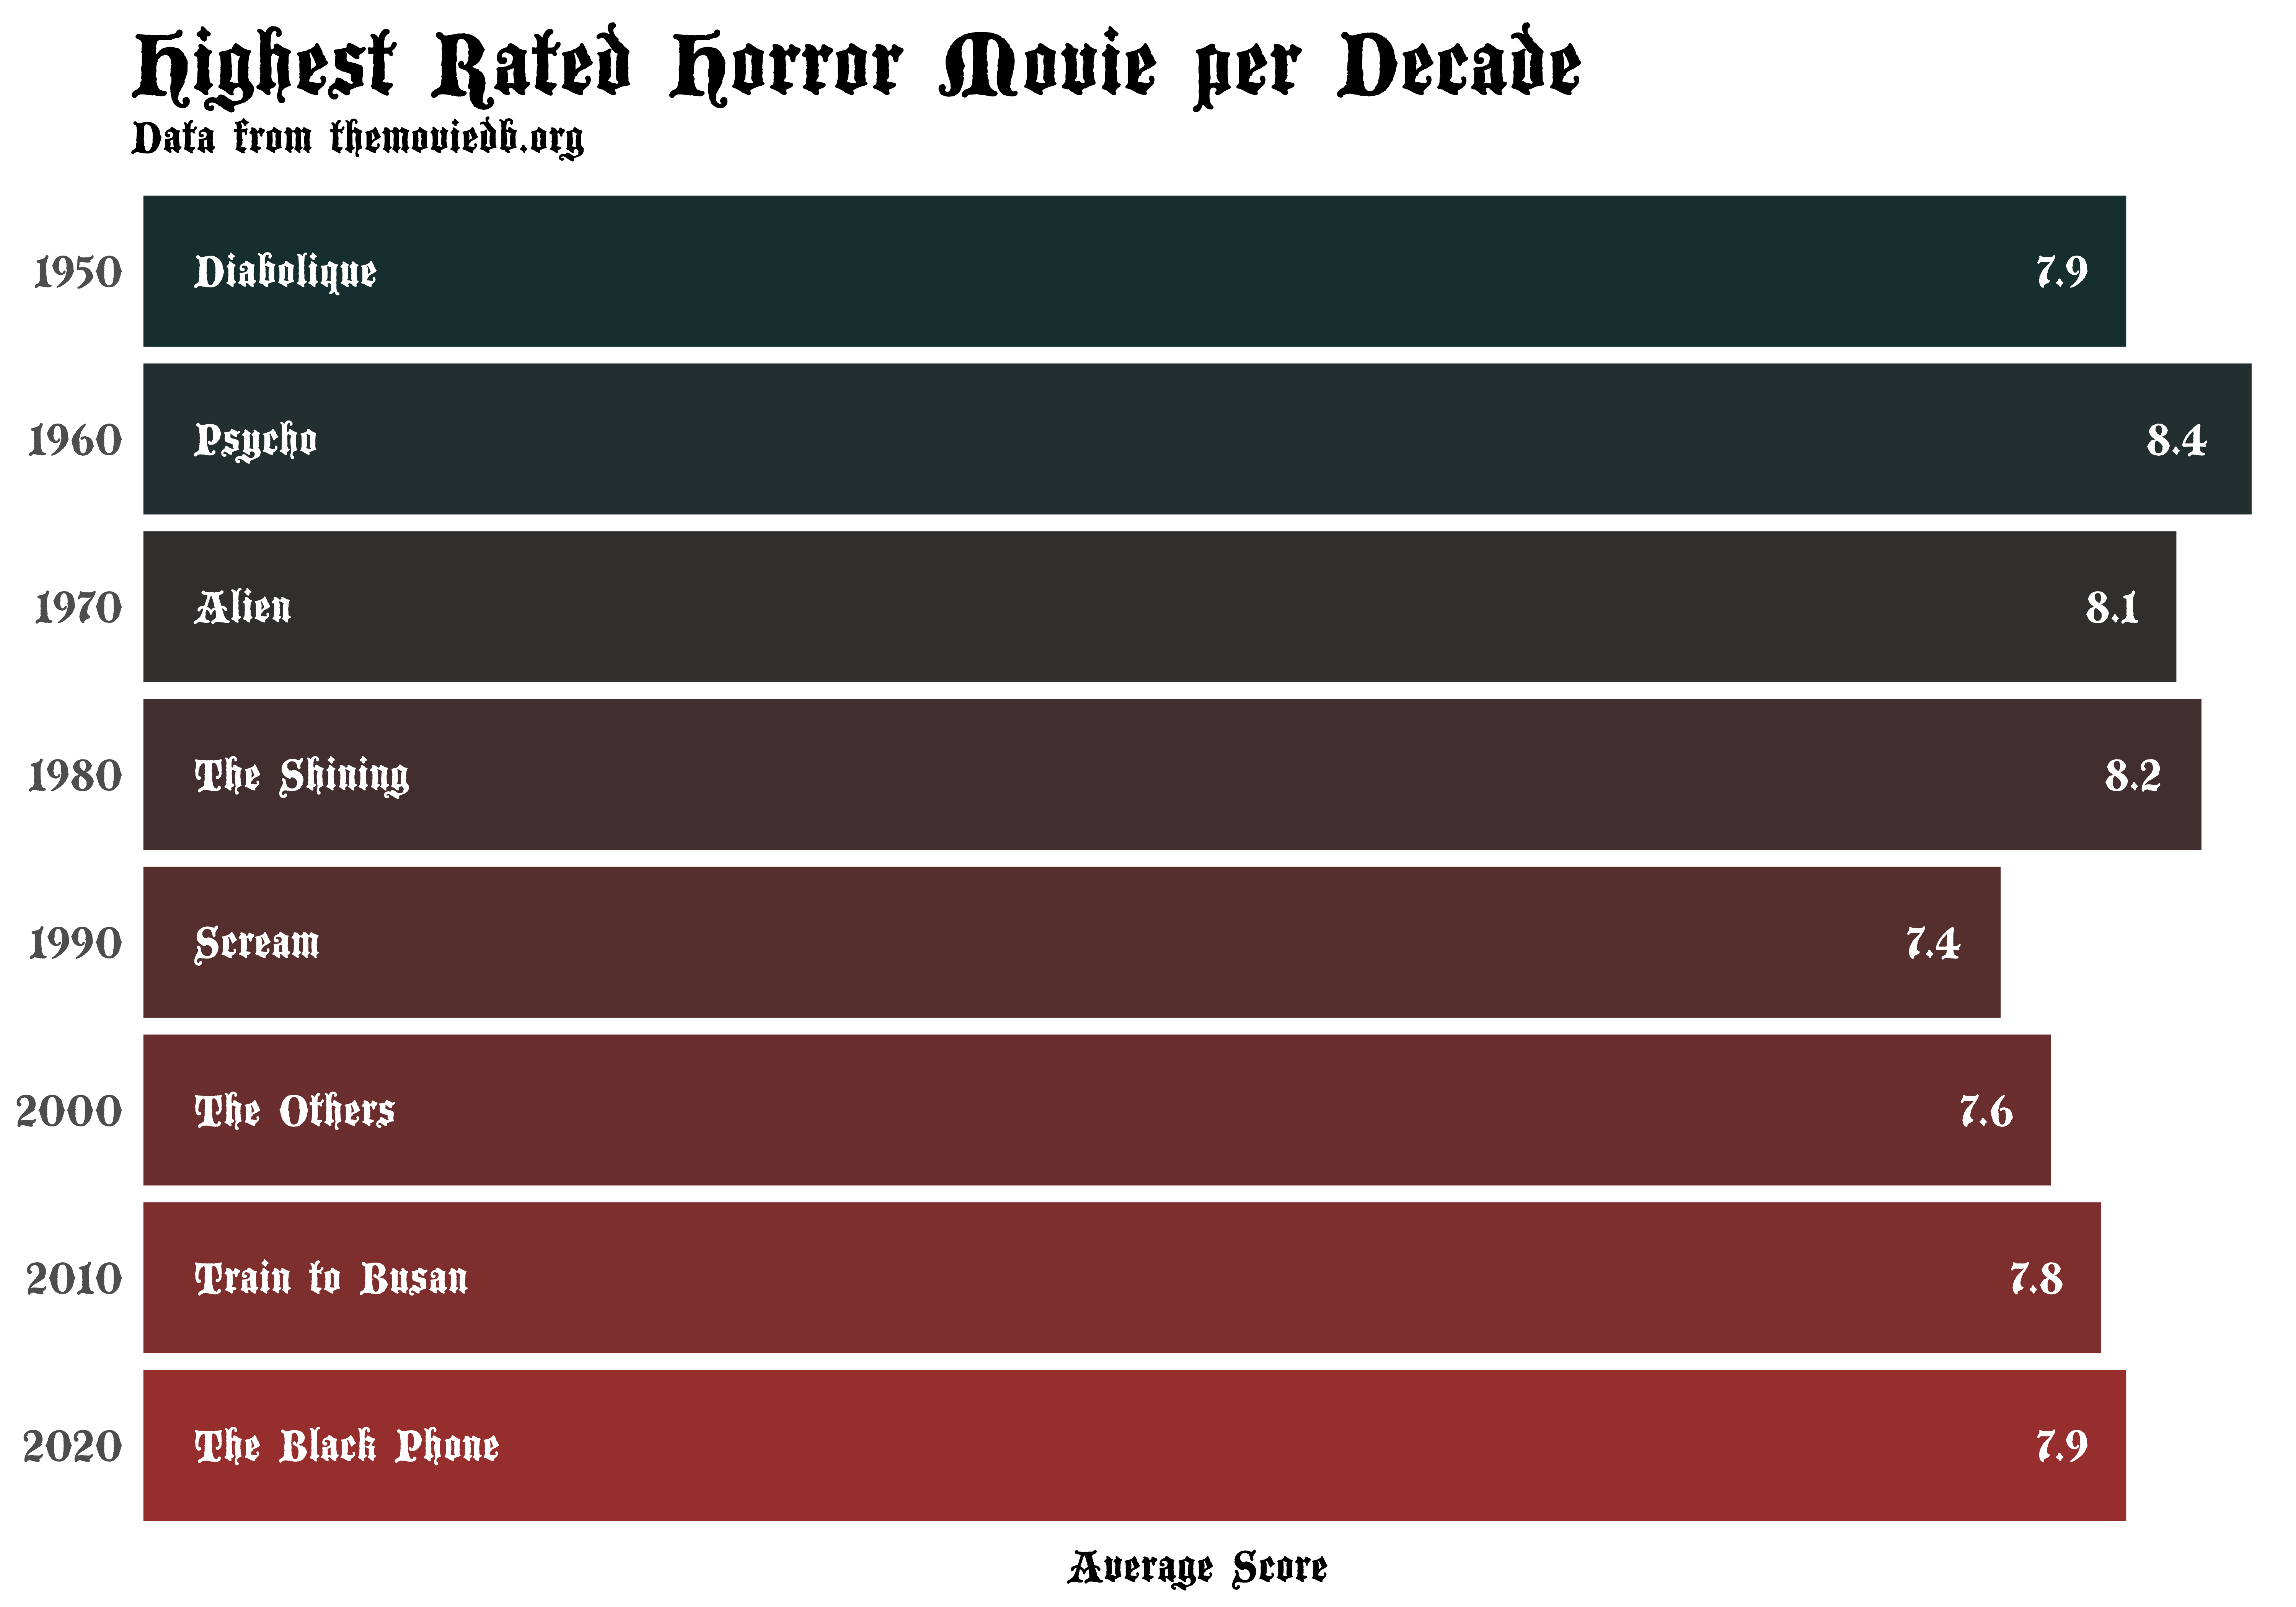 Highest Rated Horror Movie per Decade
Data from themoviedb.org
1950 Diabolique 7.9
1960 Psycho 8.4
1970 Alien 8.1
1980 The Shining 8.2
1990 Scream 7.4
2000 The Others 7.6
2010 Train to Busan 7.8
2020 The Black Phone 7.9
Average Score